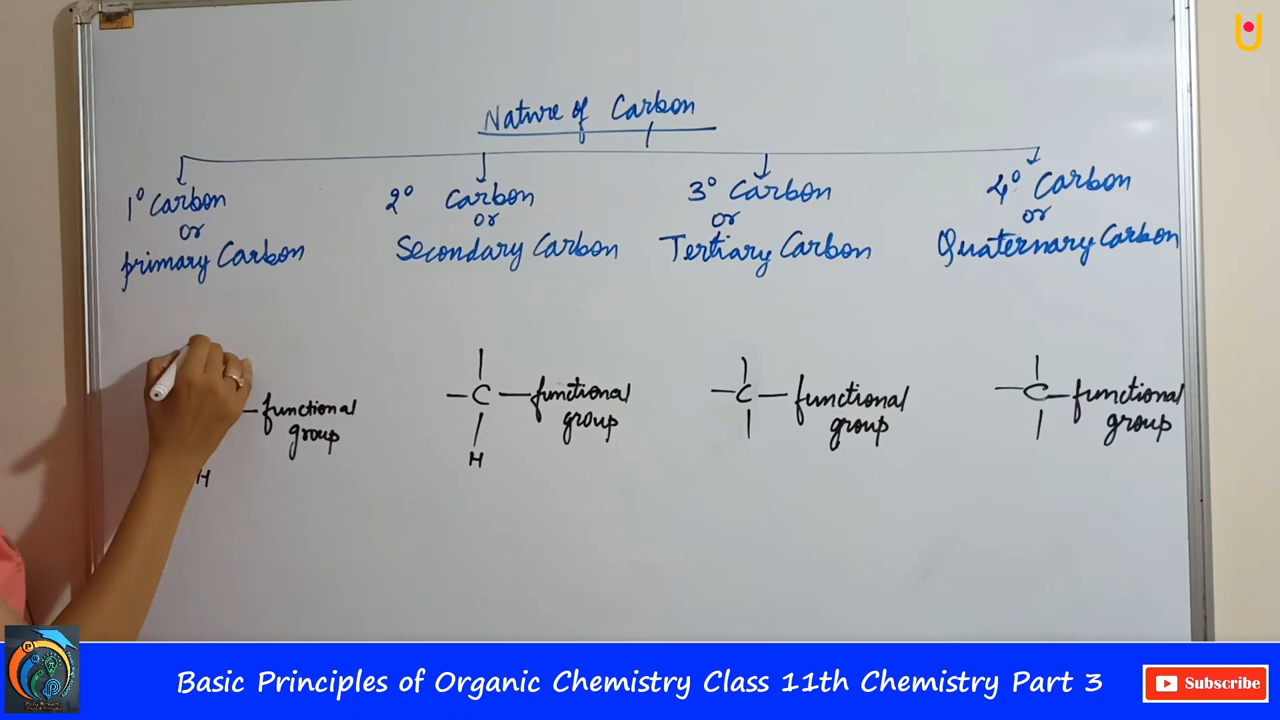 Nature of Carbon
1° Carbon
or
primary Carbon
2° Carbon
or
Secondary Carbon
3° Carbon
or
Tertiary Carbon
4° Carbon
or
Quaternary Carbon
functional
group
H
C
functional
group
H
C
functional
group
C
functional
group
Basic Principles of Organic Chemistry Class 11th Chemistry Part 3
Subscribe